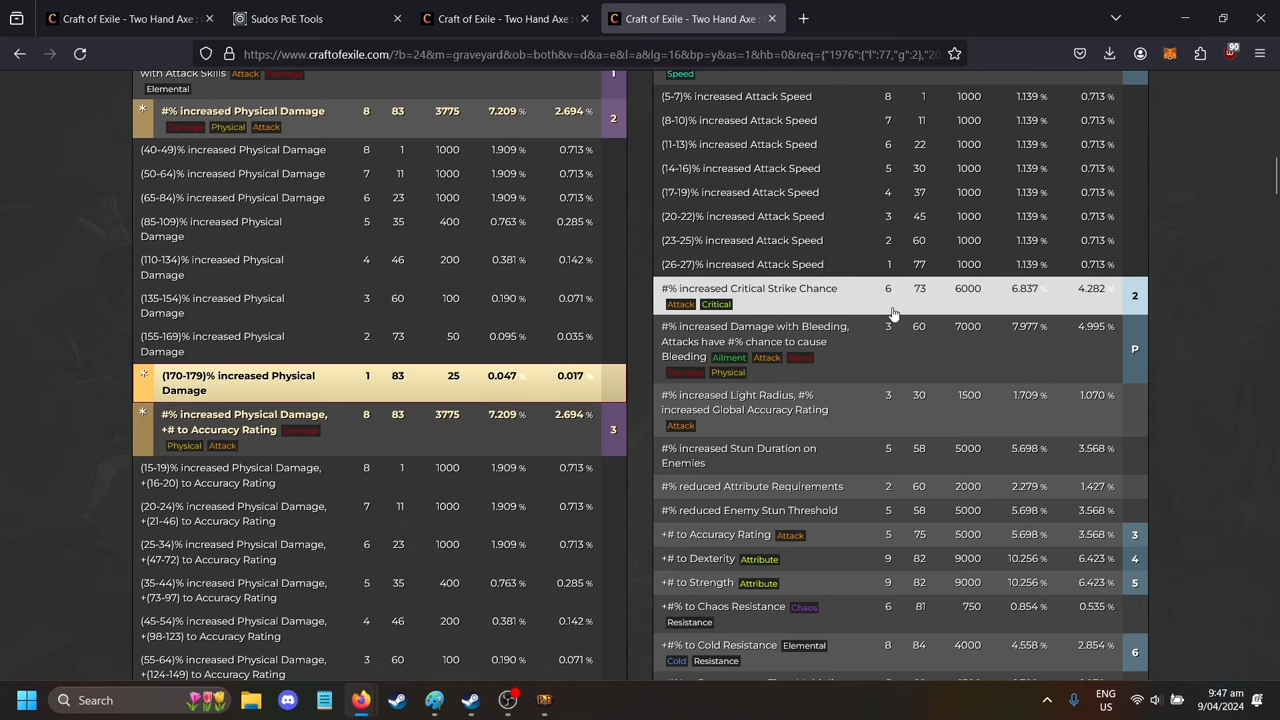 Craft of Exile - Two Hand Axe :
Sudos PoE Tools
Craft of Exile - Two Hand Axe :
Craft of Exile - Two Hand Axe :
https://www.craftofexile.com/?b=24&m=graveyard&ob=both&v=d&a=e&l=a&lg=16&bp=y&as=1&hb=0&req={"1976":{"l":77,"g":2},"20
90
with Attack Skills Attack Damage 1
Elemental
* #% increased Physical Damage 8 83 3775 7.209 % 2.694 % 2
Damage Physical Attack
(40-49)% increased Physical Damage 8 1 1000 1.909 % 0.713 %
(50-64)% increased Physical Damage 7 11 1000 1.909 % 0.713 %
(65-84)% increased Physical Damage 6 23 1000 1.909 % 0.713 %
(85-109)% increased Physical 5 35 400 0.763 % 0.285 %
Damage
(110-134)% increased Physical 4 46 200 0.381 % 0.142 %
Damage
(135-154)% increased Physical 3 60 100 0.190 % 0.071 %
Damage
(155-169)% increased Physical 2 73 50 0.095 % 0.035 %
Damage
* (170-179)% increased Physical 1 83 25 0.047 % 0.017 %
Damage
* #% increased Physical Damage, 8 83 3775 7.209 % 2.694 % 3
+# to Accuracy Rating Damage
Physical Attack
(15-19)% increased Physical Damage, 8 1 1000 1.909 % 0.713 %
+(16-20) to Accuracy Rating
(20-24)% increased Physical Damage, 7 11 1000 1.909 % 0.713 %
+(21-46) to Accuracy Rating
(25-34)% increased Physical Damage, 6 23 1000 1.909 % 0.713 %
+(47-72) to Accuracy Rating
(35-44)% increased Physical Damage, 5 35 400 0.763 % 0.285 %
+(73-97) to Accuracy Rating
(45-54)% increased Physical Damage, 4 46 200 0.381 % 0.142 %
+(98-123) to Accuracy Rating
(55-64)% increased Physical Damage, 3 60 100 0.190 % 0.071 %
+(124-149) to Accuracy Rating
Speed
(5-7)% increased Attack Speed 8 1 1000 1.139 % 0.713 %
(8-10)% increased Attack Speed 7 11 1000 1.139 % 0.713 %
(11-13)% increased Attack Speed 6 22 1000 1.139 % 0.713 %
(14-16)% increased Attack Speed 5 30 1000 1.139 % 0.713 %
(17-19)% increased Attack Speed 4 37 1000 1.139 % 0.713 %
(20-22)% increased Attack Speed 3 45 1000 1.139 % 0.713 %
(23-25)% increased Attack Speed 2 60 1000 1.139 % 0.713 %
(26-27)% increased Attack Speed 1 77 1000 1.139 % 0.713 %
#% increased Critical Strike Chance 6 73 6000 6.837 % 4.282 % 2
Attack Critical
#% increased Damage with Bleeding, 3 60 7000 7.977 % 4.995 % P
Attacks have #% chance to cause
Bleeding Ailment Attack Bleed
Damage Physical
#% increased Light Radius, #% 3 30 1500 1.709 % 1.070 %
increased Global Accuracy Rating
Attack
#% increased Stun Duration on 5 58 5000 5.698 % 3.568 %
Enemies
#% reduced Attribute Requirements 2 60 2000 2.279 % 1.427 %
#% reduced Enemy Stun Threshold 5 58 5000 5.698 % 3.568 %
+# to Accuracy Rating Attack 5 75 5000 5.698 % 3.568 % 3
+# to Dexterity Attribute 9 82 9000 10.256 % 6.423 % 4
+# to Strength Attribute 9 82 9000 10.256 % 6.423 % 5
+#% to Chaos Resistance Chaos 6 81 750 0.854 % 0.535 %
Resistance
+#% to Cold Resistance Elemental 8 84 4000 4.558 % 2.854 % 6
Cold Resistance
Search
ENG
US
9:47 am
9/04/2024